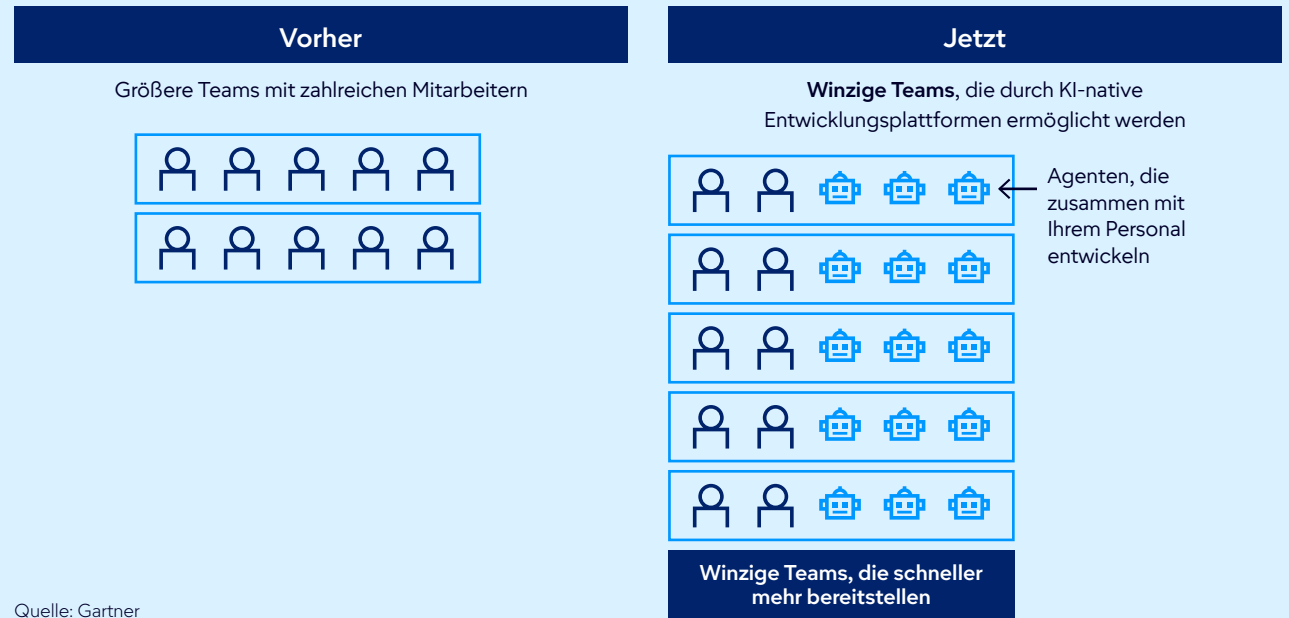 Vorher
Größere Teams mit zahlreichen Mitarbeitern
Jetzt
Winzige Teams, die durch KI-native
Entwicklungsplattformen ermöglicht werden
Agenten, die
zusammen mit
Ihrem Personal
entwickeln
Winzige Teams, die schneller
mehr bereitstellen
Quelle: Gartner